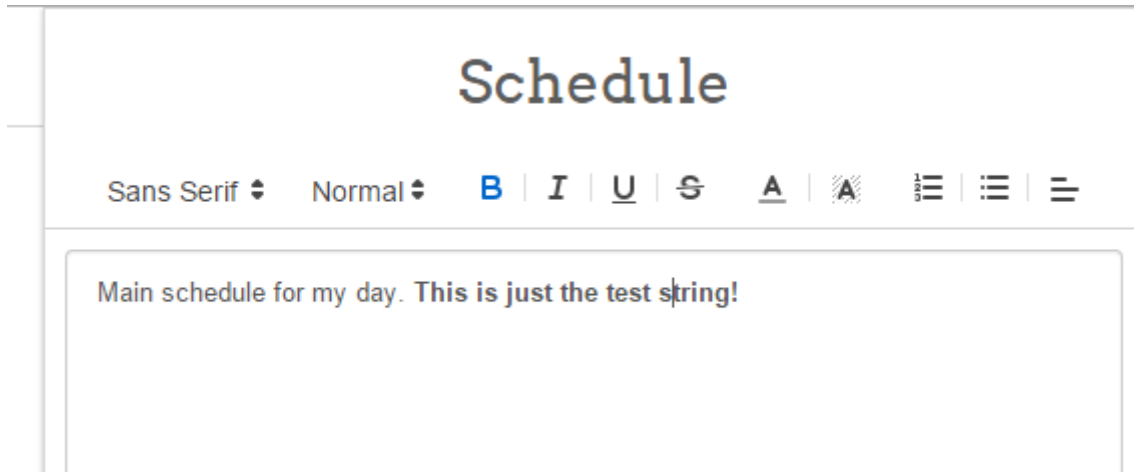 Schedule
Sans Serif Normal B I U S A A
Main schedule for my day. This is just the test string!